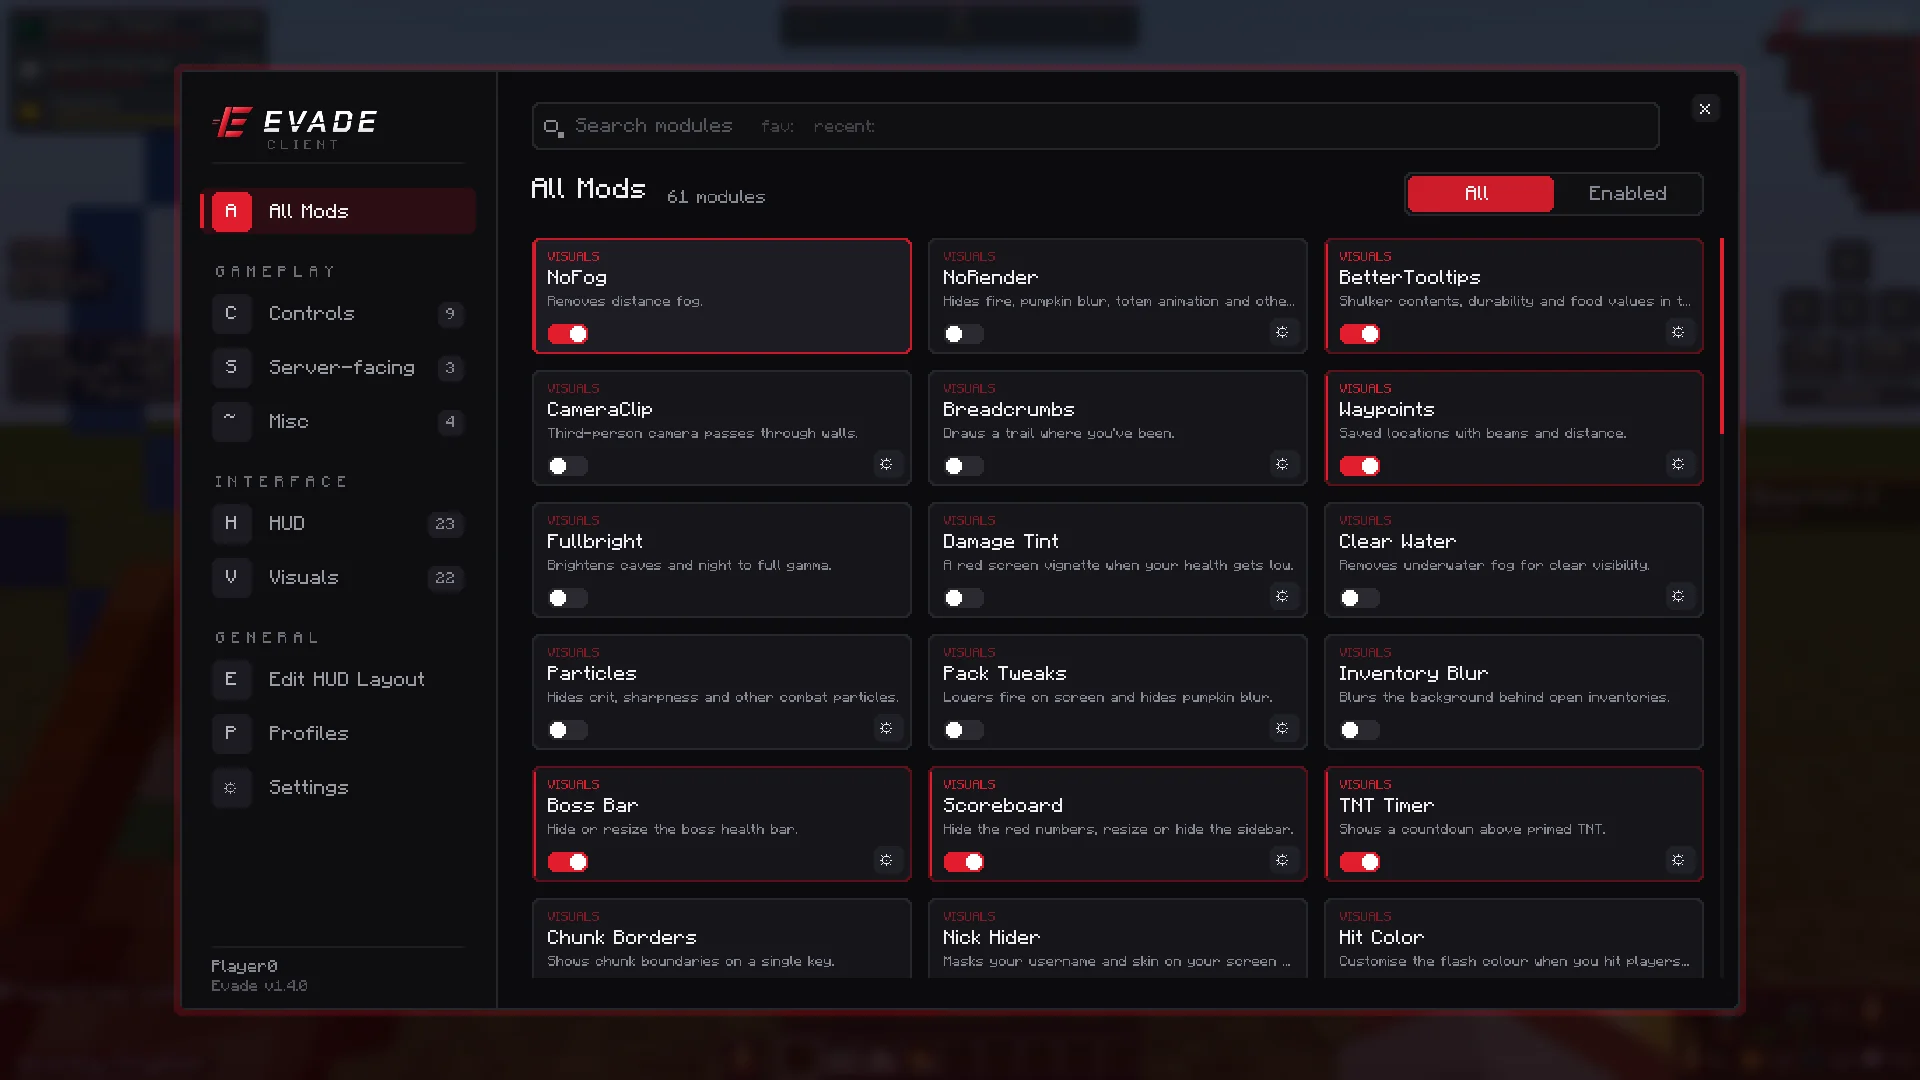 EVADE
CLIENT
Search modules fav: recent:
A All Mods
GAMEPLAY
C Controls 9
S Server-facing 3
~ Misc 4
INTERFACE
H HUD 23
V Visuals 22
GENERAL
E Edit HUD Layout
P Profiles
Settings
Player0
Evade v1.4.0
All Mods 61 modules
All Enabled
VISUALS
NoFog
Removes distance fog.
VISUALS
NoRender
Hides fire, pumpkin blur, totem animation and othe...
VISUALS
BetterTooltips
Shulker contents, durability and food values in t...
VISUALS
CameraClip
Third-person camera passes through walls.
VISUALS
Breadcrumbs
Draws a trail where you've been.
VISUALS
Waypoints
Saved locations with beams and distance.
VISUALS
Fullbright
Brightens caves and night to full gamma.
VISUALS
Damage Tint
A red screen vignette when your health gets low.
VISUALS
Clear Water
Removes underwater fog for clear visibility.
VISUALS
Particles
Hides crit, sharpness and other combat particles.
VISUALS
Pack Tweaks
Lowers fire on screen and hides pumpkin blur.
VISUALS
Inventory Blur
Blurs the background behind open inventories.
VISUALS
Boss Bar
Hide or resize the boss health bar.
VISUALS
Scoreboard
Hide the red numbers, resize or hide the sidebar.
VISUALS
TNT Timer
Shows a countdown above primed TNT.
VISUALS
Chunk Borders
Shows chunk boundaries on a single key.
VISUALS
Nick Hider
Masks your username and skin on your screen ...
VISUALS
Hit Color
Customise the flash colour when you hit players...